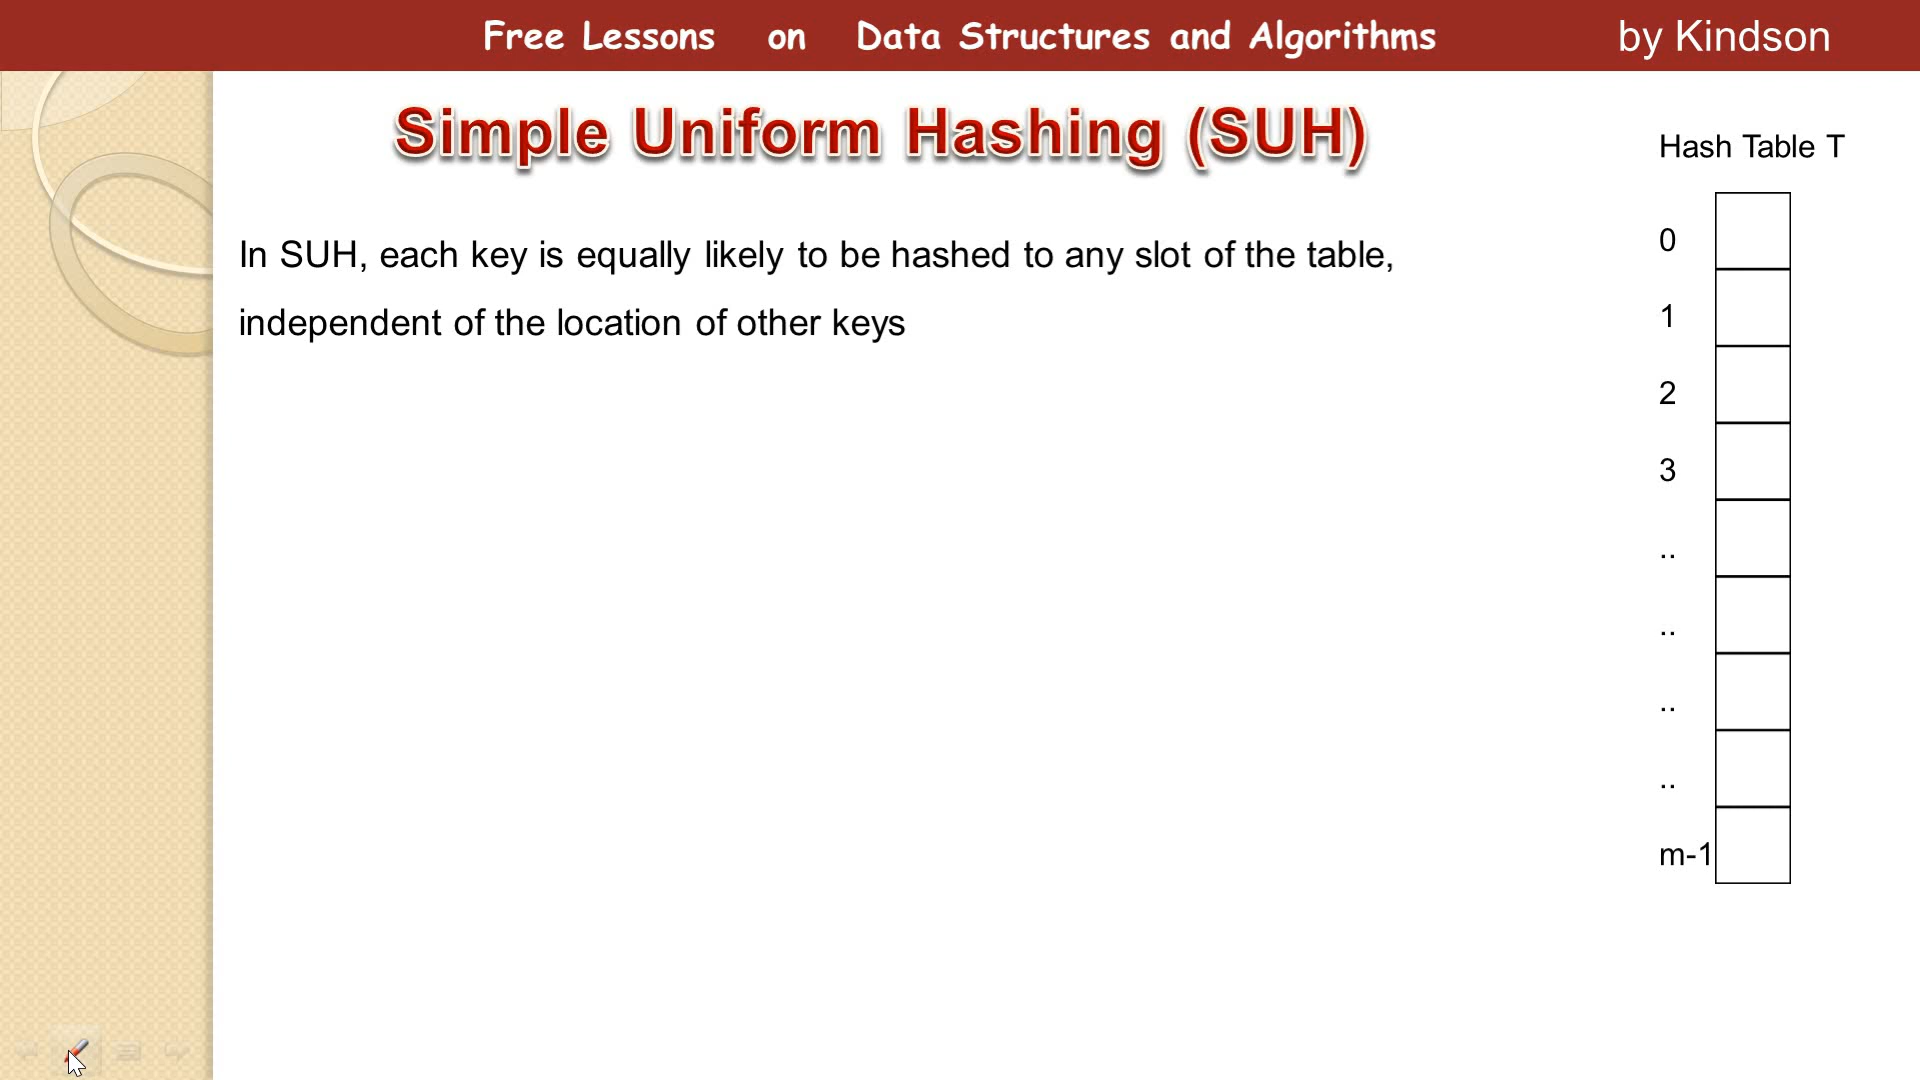 Free Lessons on Data Structures and Algorithms by Kindson
Simple Uniform Hashing (SUH)
Hash Table T
In SUH, each key is equally likely to be hashed to any slot of the table,
independent of the location of other keys
0
1
2
3
..
..
..
..
m-1